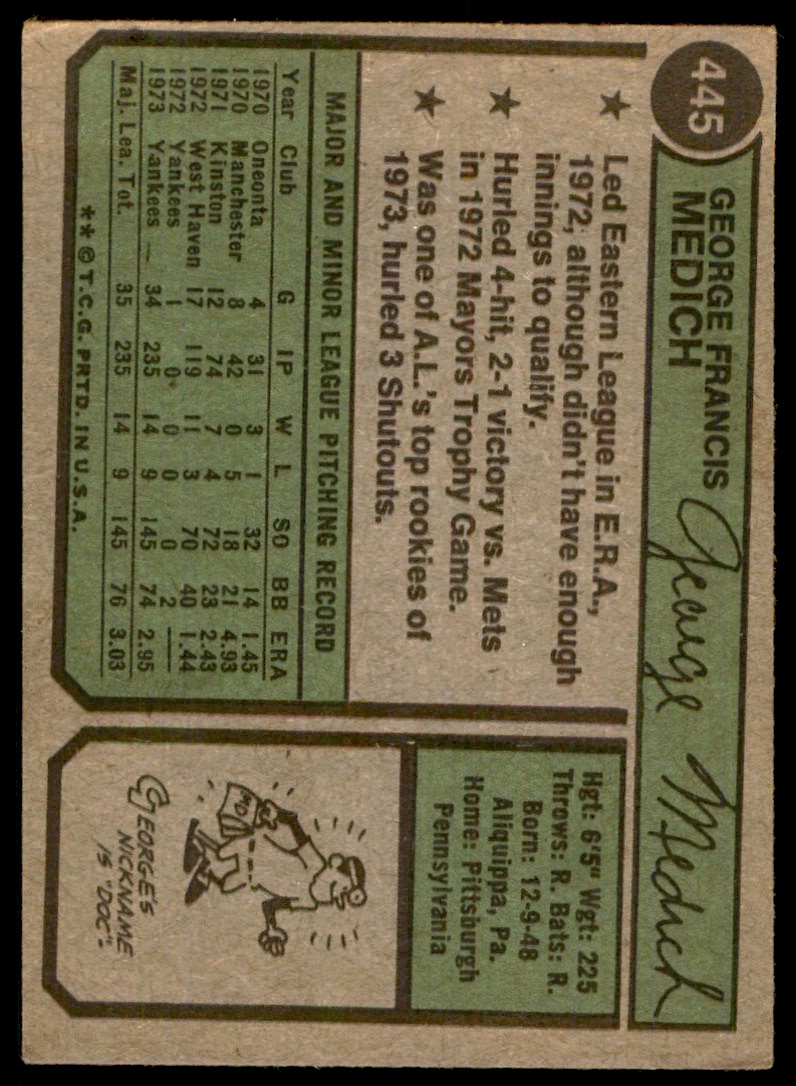 445
GEORGE FRANCIS
MEDICH
George Medich
★ Led Eastern League in E.R.A.,
1972, although didn't have enough
innings to qualify.
★ Hurled 4-hit, 2-1 victory vs. Mets
in 1972 Mayors Trophy Game.
★ Was one of A.L.'s top rookies of
1973, hurled 3 Shutouts.
MAJOR AND MINOR LEAGUE PITCHING RECORD
Year Club G IP W L SO BB ERA
1970 Oneonta 4 31 3 1 32 14 1.45
1970 Manchester 8 42 0 5 18 21 4.93
1971 Kinston 12 74 7 4 72 23 2.43
1972 West Haven 17 119 11 3 70 40 1.44
1972 Yankees 1 0* 0 0 0 2 —
1973 Yankees 34 235 14 9 145 74 2.95
Maj. Lea. Tot. 35 235 14 9 145 76 3.03
** © T.C.G. PRTD. IN U.S.A.
Hgt: 6'5" Wgt: 225
Throws: R. Bats: R.
Born: 12-9-48
Aliquippa, Pa.
Home: Pittsburgh
Pennsylvania
MD
GEORGE'S
NICKNAME
IS "DOC".